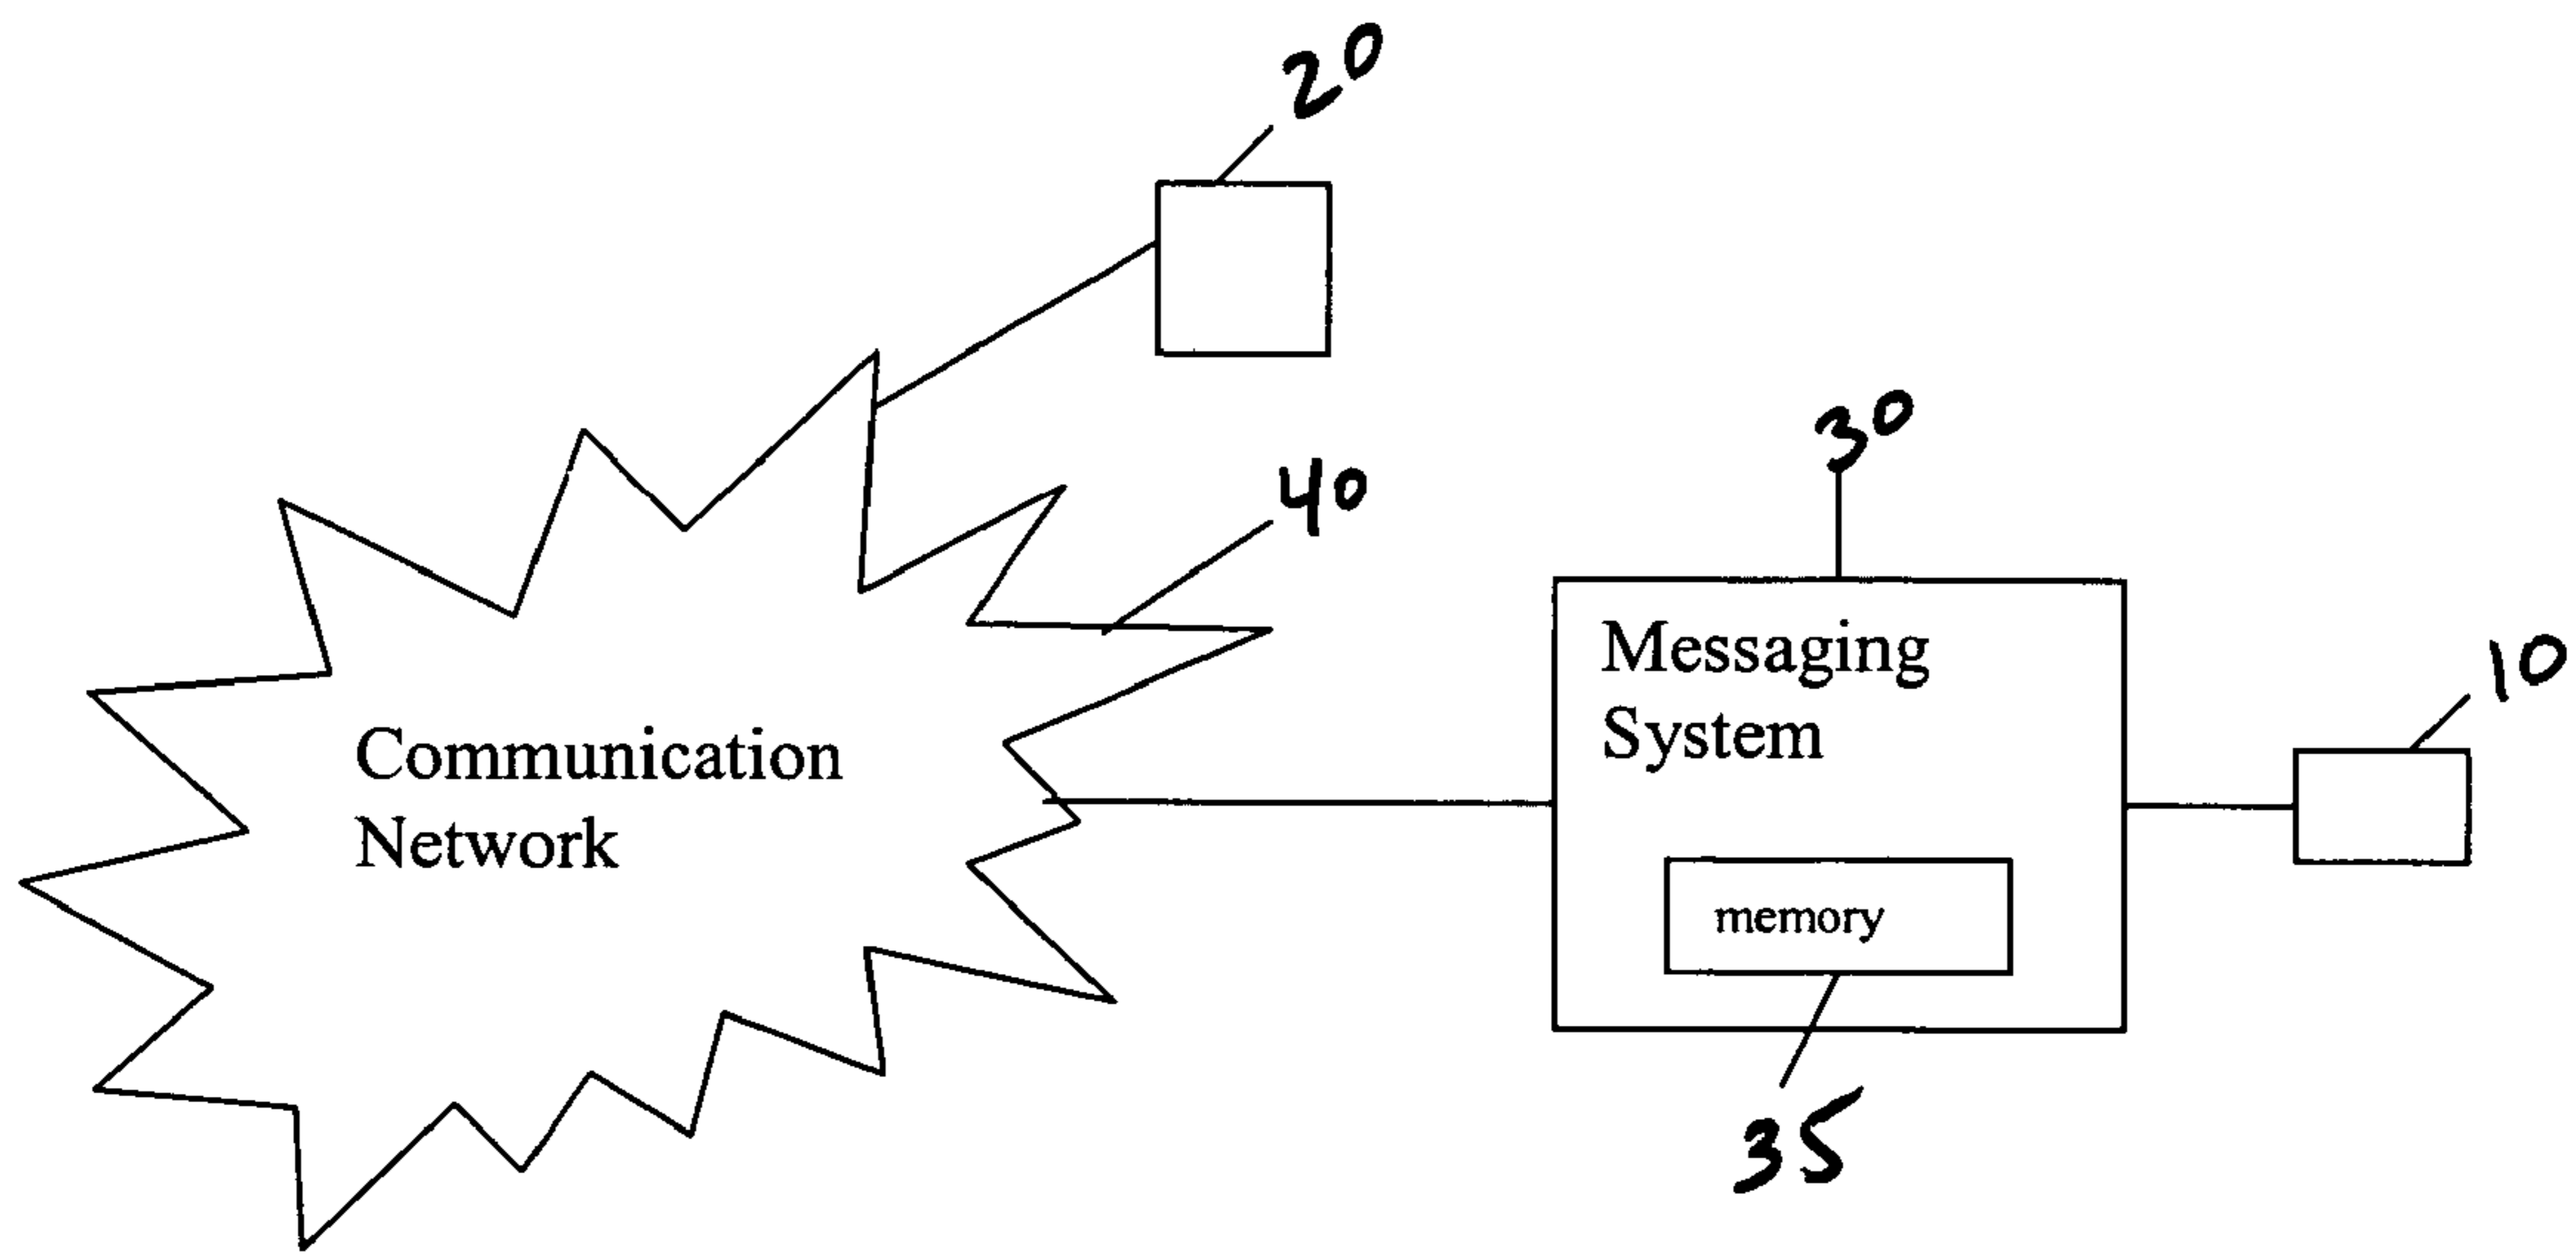 20
30
40
Messaging
System
10
Communication
Network
memory
35